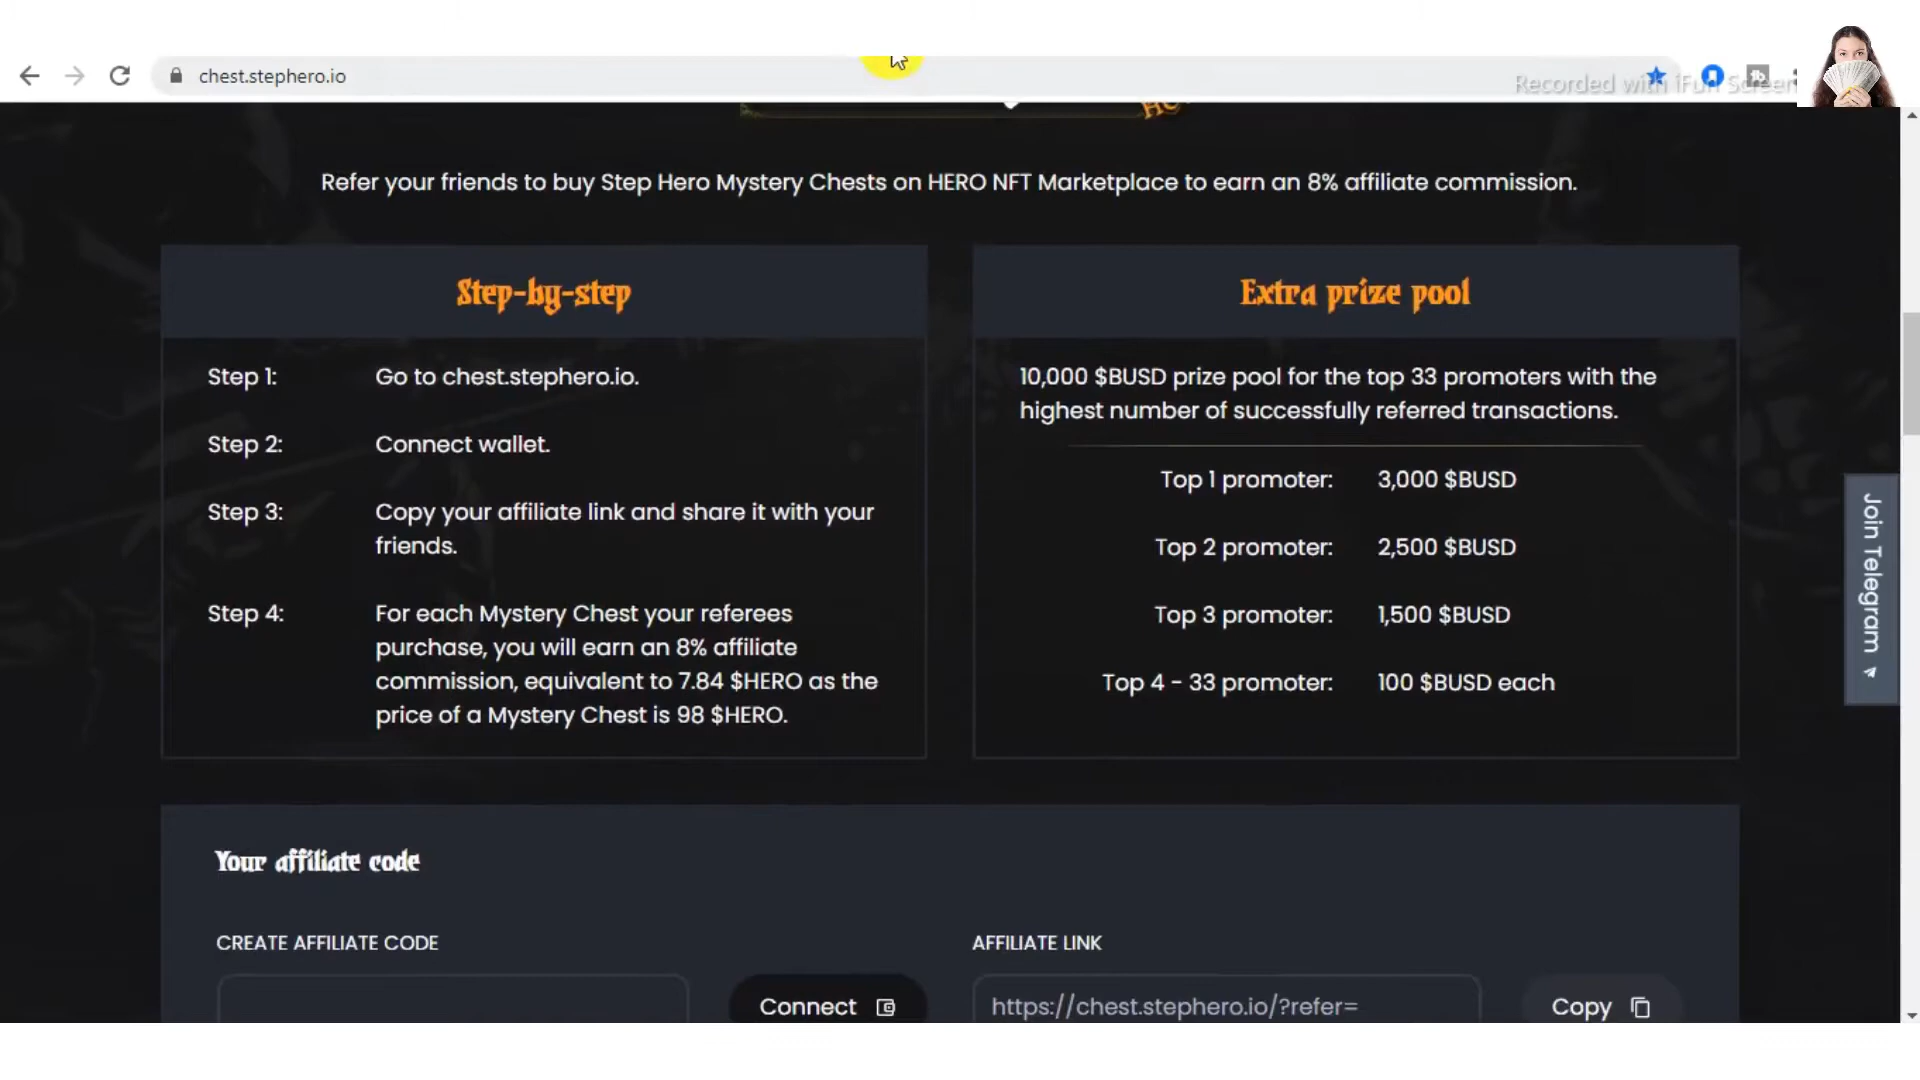 chest.stephero.io
Recorded with iFun Screen
Refer your friends to buy Step Hero Mystery Chests on HERO NFT Marketplace to earn an 8% affiliate commission.
Step-by-step
Step 1: Go to chest.stephero.io.
Step 2: Connect wallet.
Step 3: Copy your affiliate link and share it with your
friends.
Step 4: For each Mystery Chest your referees
purchase, you will earn an 8% affiliate
commission, equivalent to 7.84 $HERO as the
price of a Mystery Chest is 98 $HERO.
Extra prize pool
10,000 $BUSD prize pool for the top 33 promoters with the
highest number of successfully referred transactions.
Top 1 promoter: 3,000 $BUSD
Top 2 promoter: 2,500 $BUSD
Top 3 promoter: 1,500 $BUSD
Top 4 - 33 promoter: 100 $BUSD each
Join Telegram
Your affiliate code
CREATE AFFILIATE CODE
Connect
AFFILIATE LINK
https://chest.stephero.io/?refer=
Copy